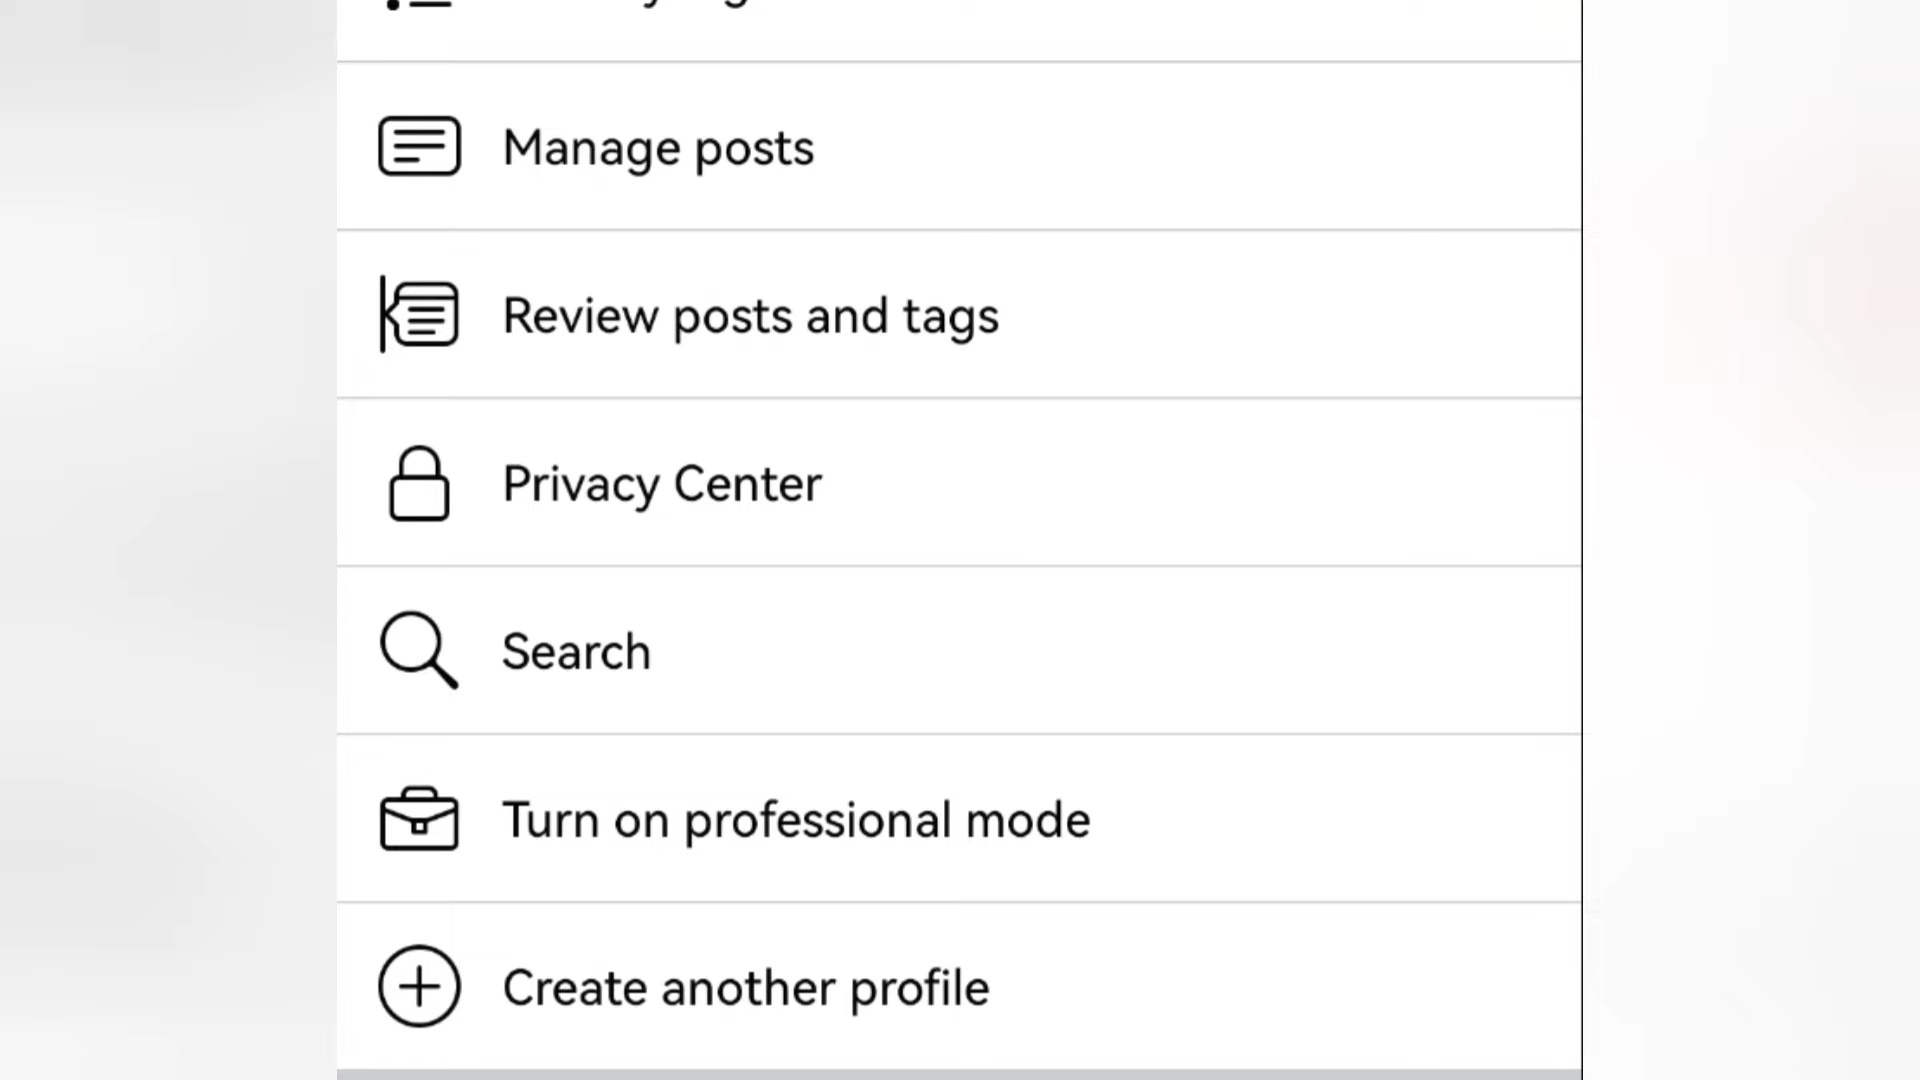 Manage posts
Review posts and tags
Privacy Center
Search
Turn on professional mode
Create another profile